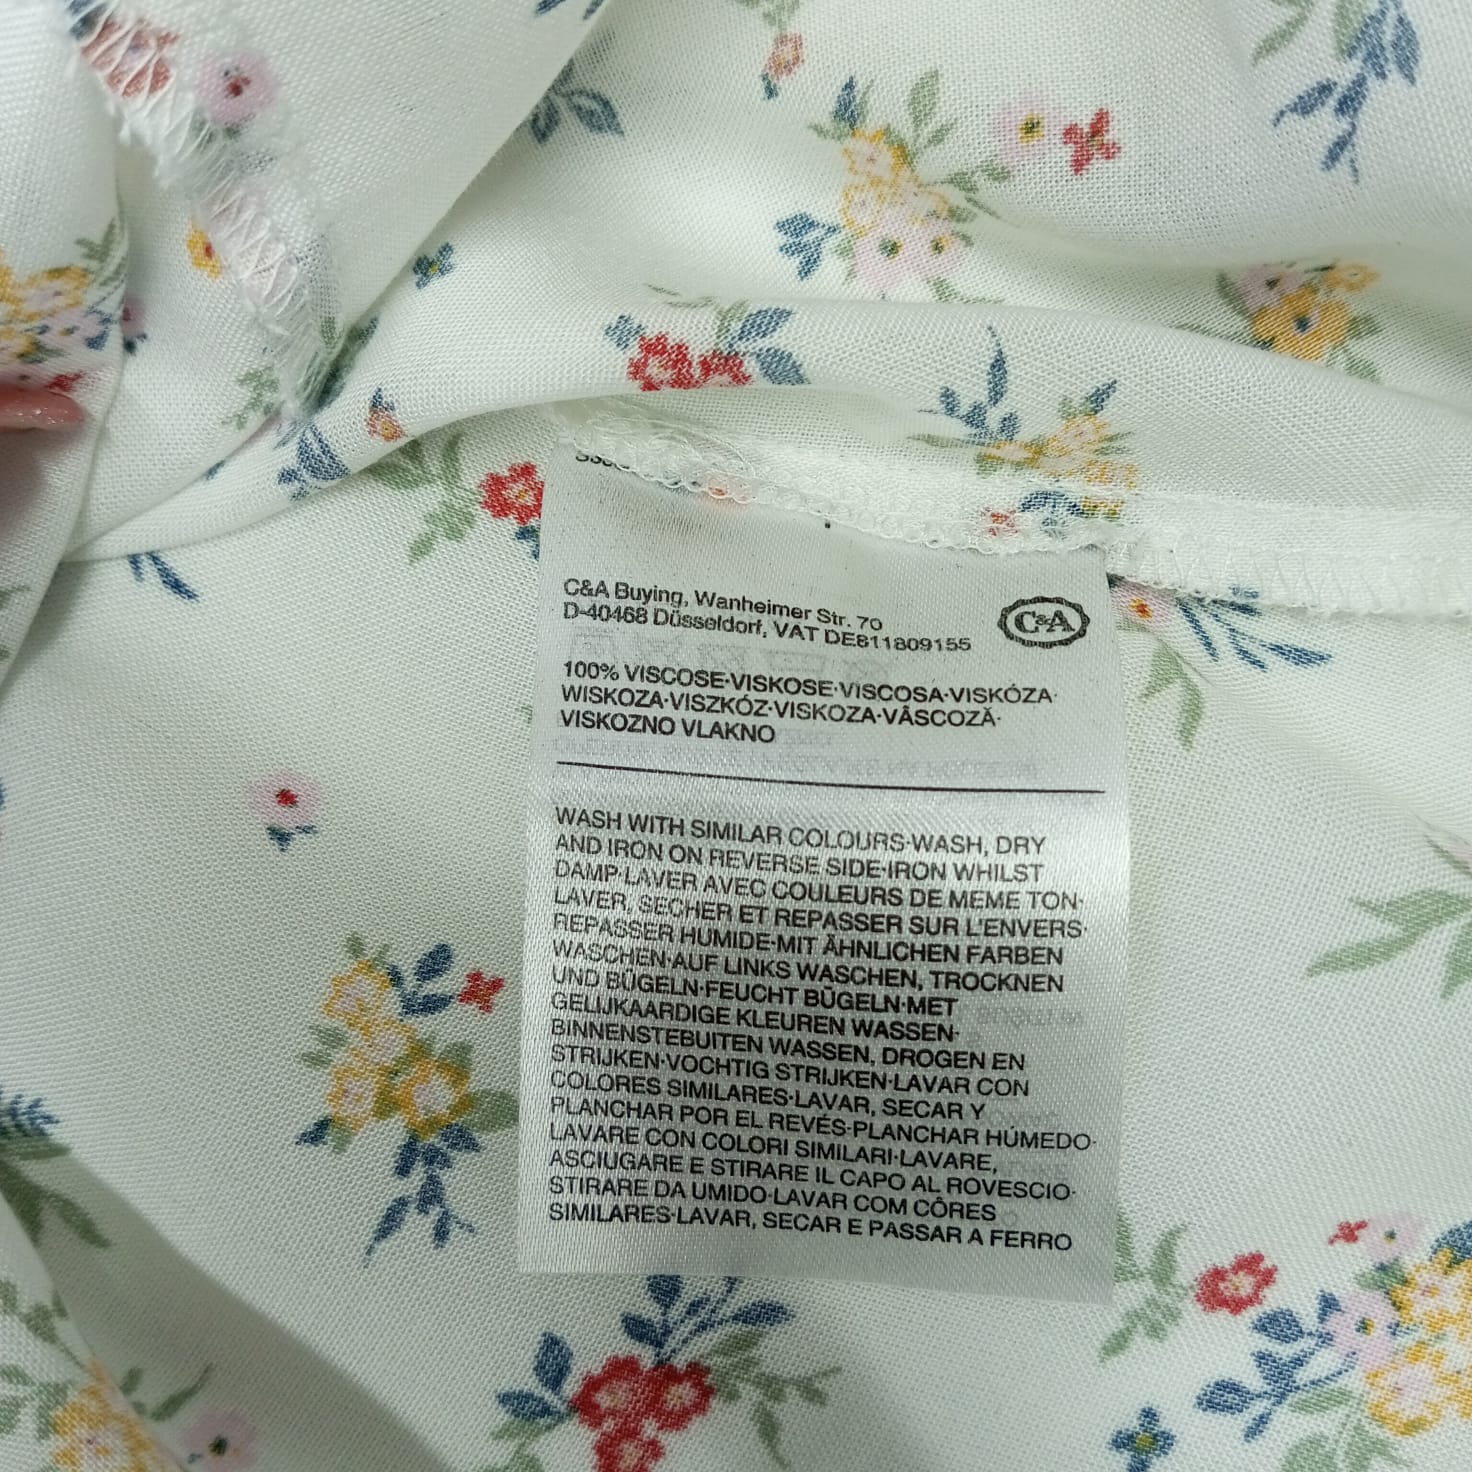 C&A Buying, Wanheimer Str. 70
D-40468 Düsseldorf, VAT DE811809155
C&A
100% VISCOSE·VISKOSE·VISCOSA·VISKÓZA·
WISKOZA·VISZKÓZ·VISKOZA·VÂSCOZĂ·
VISKOZNO VLAKNO
WASH WITH SIMILAR COLOURS·WASH, DRY
AND IRON ON REVERSE SIDE·IRON WHILST
DAMP·LAVER AVEC COULEURS DE MEME TON·
LAVER, SECHER ET REPASSER SUR L'ENVERS·
REPASSER HUMIDE·MIT ÄHNLICHEN FARBEN
WASCHEN·AUF LINKS WASCHEN, TROCKNEN
UND BÜGELN·FEUCHT BÜGELN·MET
GELIJKAARDIGE KLEUREN WASSEN·
BINNENSTEBUITEN WASSEN, DROGEN EN
STRIJKEN·VOCHTIG STRIJKEN·LAVAR CON
COLORES SIMILARES·LAVAR, SECAR Y
PLANCHAR POR EL REVÉS·PLANCHAR HÚMEDO·
LAVARE CON COLORI SIMILARI·LAVARE,
ASCIUGARE E STIRARE IL CAPO AL ROVESCIO·
STIRARE DA UMIDO·LAVAR COM CÔRES
SIMILARES·LAVAR, SECAR E PASSAR A FERRO